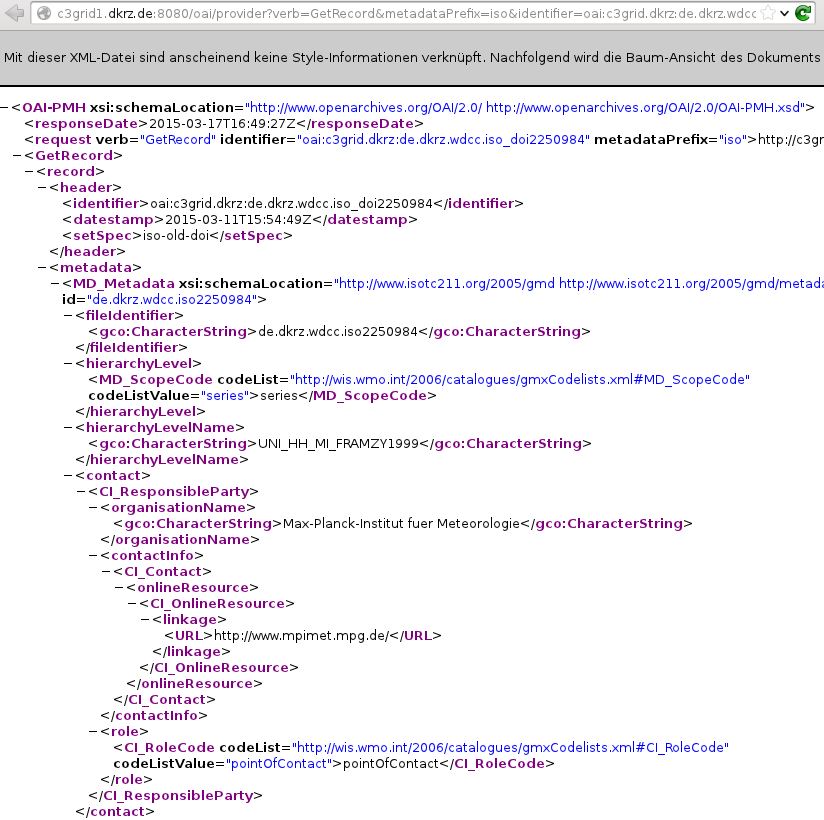 c3grid1.dkrz.de:8080/oai/provider?verb=GetRecord&metadataPrefix=iso&identifier=oai:c3grid.dkrz:de.dkrz.wdcc
Mit dieser XML-Datei sind anscheinend keine Style-Informationen verknüpft. Nachfolgend wird die Baum-Ansicht des Dokuments
−<OAI-PMH xsi:schemaLocation="http://www.openarchives.org/OAI/2.0/ http://www.openarchives.org/OAI/2.0/OAI-PMH.xsd">
<responseDate>2015-03-17T16:49:27Z</responseDate>
<request verb="GetRecord" identifier="oai:c3grid.dkrz:de.dkrz.wdcc.iso_doi2250984" metadataPrefix="iso">http://c3gr
−<GetRecord>
−<record>
−<header>
<identifier>oai:c3grid.dkrz:de.dkrz.wdcc.iso_doi2250984</identifier>
<datestamp>2015-03-11T15:54:49Z</datestamp>
<setSpec>iso-old-doi</setSpec>
</header>
−<metadata>
−<MD_Metadata xsi:schemaLocation="http://www.isotc211.org/2005/gmd http://www.isotc211.org/2005/gmd/metada
id="de.dkrz.wdcc.iso2250984">
−<fileIdentifier>
<gco:CharacterString>de.dkrz.wdcc.iso2250984</gco:CharacterString>
</fileIdentifier>
−<hierarchyLevel>
<MD_ScopeCode codeList="http://wis.wmo.int/2006/catalogues/gmxCodelists.xml#MD_ScopeCode"
codeListValue="series">series</MD_ScopeCode>
</hierarchyLevel>
−<hierarchyLevelName>
<gco:CharacterString>UNI_HH_MI_FRAMZY1999</gco:CharacterString>
</hierarchyLevelName>
−<contact>
−<CI_ResponsibleParty>
−<organisationName>
<gco:CharacterString>Max-Planck-Institut fuer Meteorologie</gco:CharacterString>
</organisationName>
−<contactInfo>
−<CI_Contact>
−<onlineResource>
−<CI_OnlineResource>
−<linkage>
<URL>http://www.mpimet.mpg.de/</URL>
</linkage>
</CI_OnlineResource>
</onlineResource>
</CI_Contact>
</contactInfo>
−<role>
<CI_RoleCode codeList="http://wis.wmo.int/2006/catalogues/gmxCodelists.xml#CI_RoleCode"
codeListValue="pointOfContact">pointOfContact</CI_RoleCode>
</role>
</CI_ResponsibleParty>
</contact>